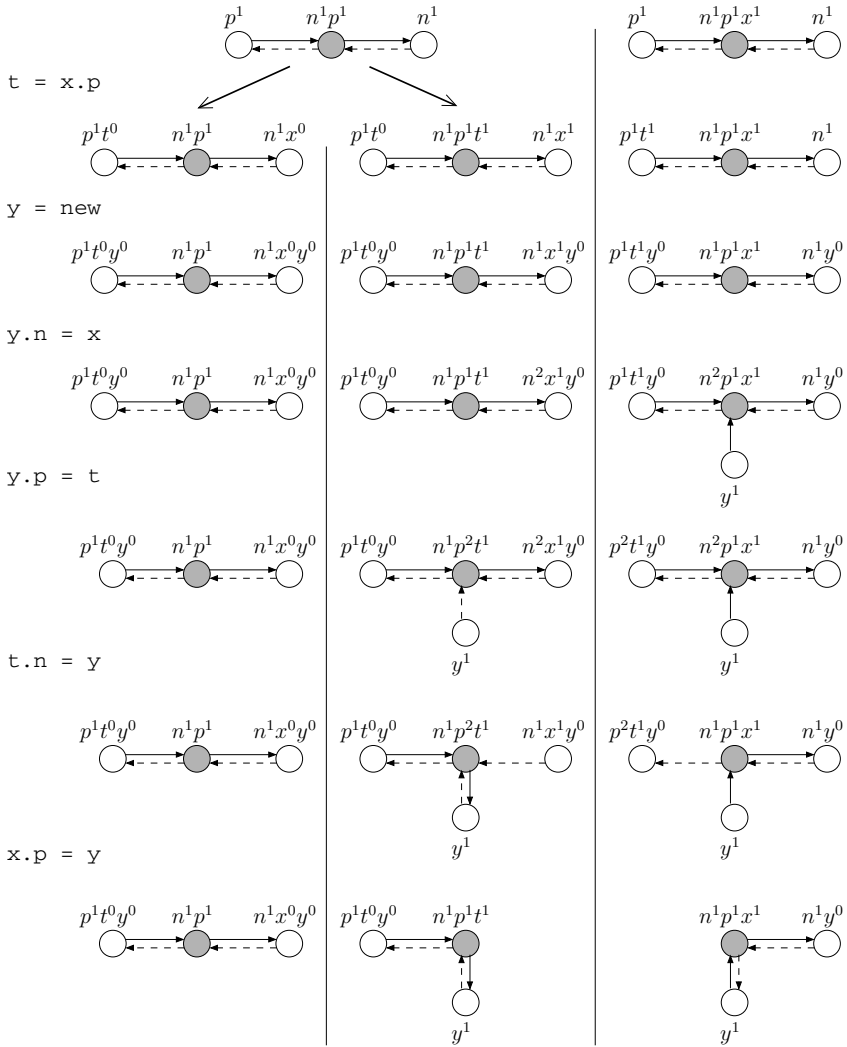 p¹ n¹p¹ n¹ p¹ n¹p¹x¹ n¹
t = x.p
p¹t⁰ n¹p¹ n¹x⁰ p¹t⁰ n¹p¹t¹ n¹x¹ p¹t¹ n¹p¹x¹ n¹
y = new
p¹t⁰y⁰ n¹p¹ n¹x⁰y⁰ p¹t⁰y⁰ n¹p¹t¹ n¹x¹y⁰ p¹t¹y⁰ n¹p¹x¹ n¹y⁰
y.n = x
p¹t⁰y⁰ n¹p¹ n¹x⁰y⁰ p¹t⁰y⁰ n¹p¹t¹ n²x¹y⁰ p¹t¹y⁰ n²p¹x¹ n¹y⁰
y.p = t
y¹
p¹t⁰y⁰ n¹p¹ n¹x⁰y⁰ p¹t⁰y⁰ n¹p²t¹ n²x¹y⁰ p²t¹y⁰ n²p¹x¹ n¹y⁰
t.n = y
y¹ y¹
p¹t⁰y⁰ n¹p¹ n¹x⁰y⁰ p¹t⁰y⁰ n¹p²t¹ n¹x¹y⁰ p²t¹y⁰ n¹p¹x¹ n¹y⁰
x.p = y
y¹ y¹
p¹t⁰y⁰ n¹p¹ n¹x⁰y⁰ p¹t⁰y⁰ n¹p¹t¹ n¹p¹x¹ n¹y⁰
y¹ y¹